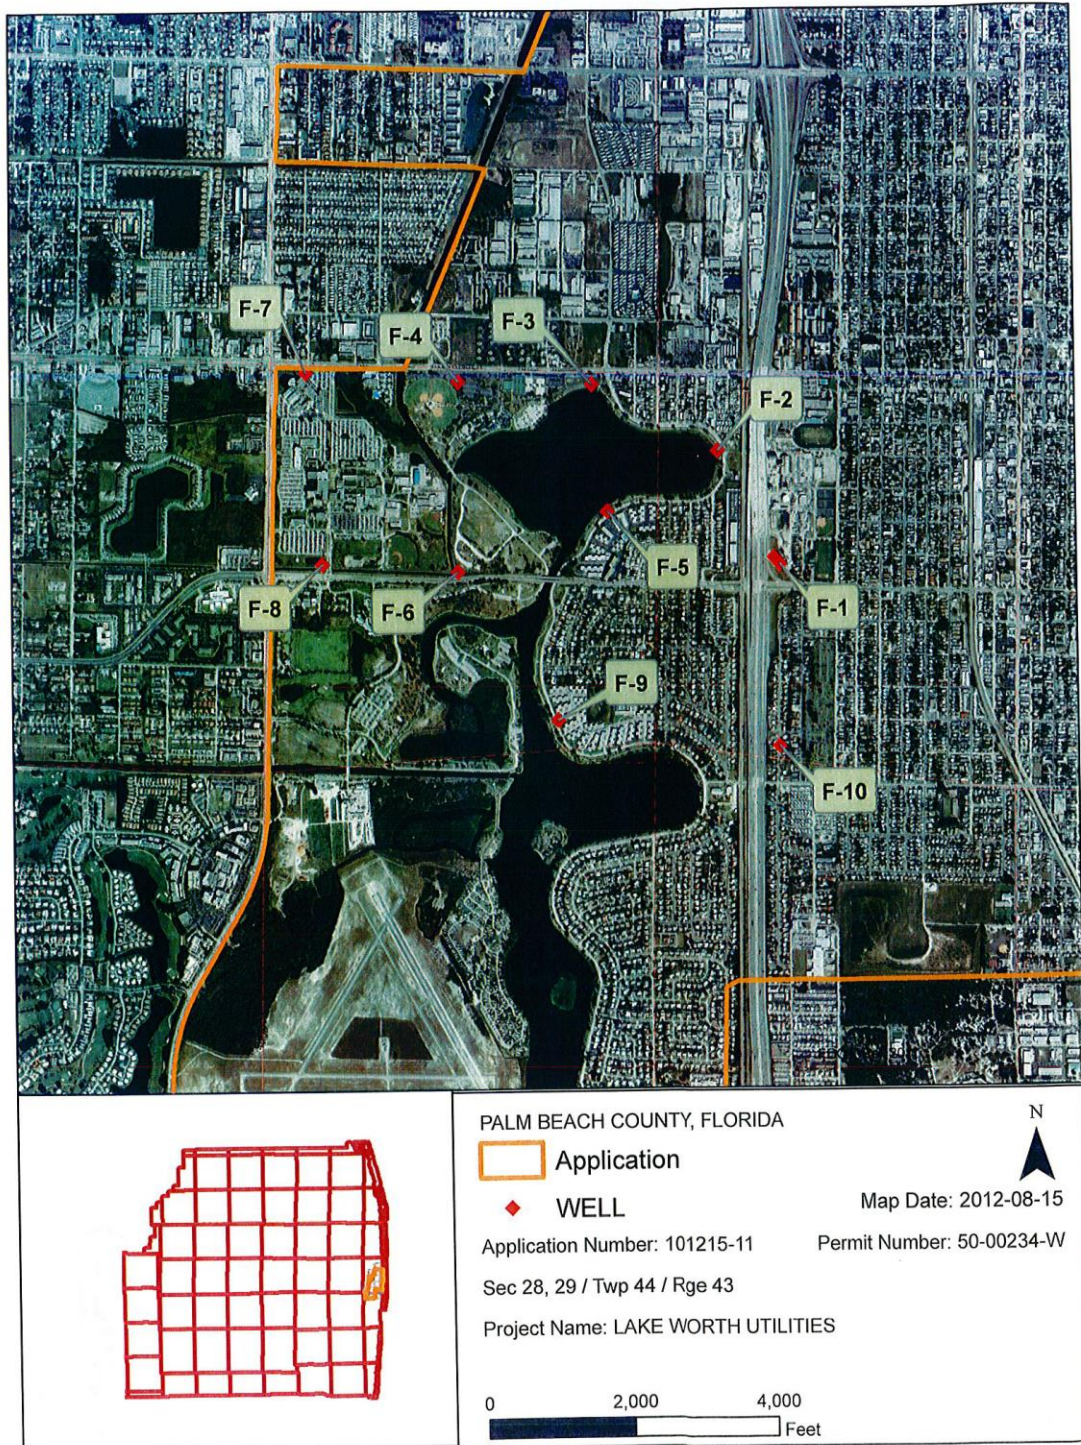 F-7
F-4
F-3
F-2
F-5
F-8
F-6
F-1
F-9
F-10
PALM BEACH COUNTY, FLORIDA
N
Application
WELL
Map Date: 2012-08-15
Application Number: 101215-11
Permit Number: 50-00234-W
Sec 28, 29 / Twp 44 / Rge 43
Project Name: LAKE WORTH UTILITIES
0 2,000 4,000
Feet